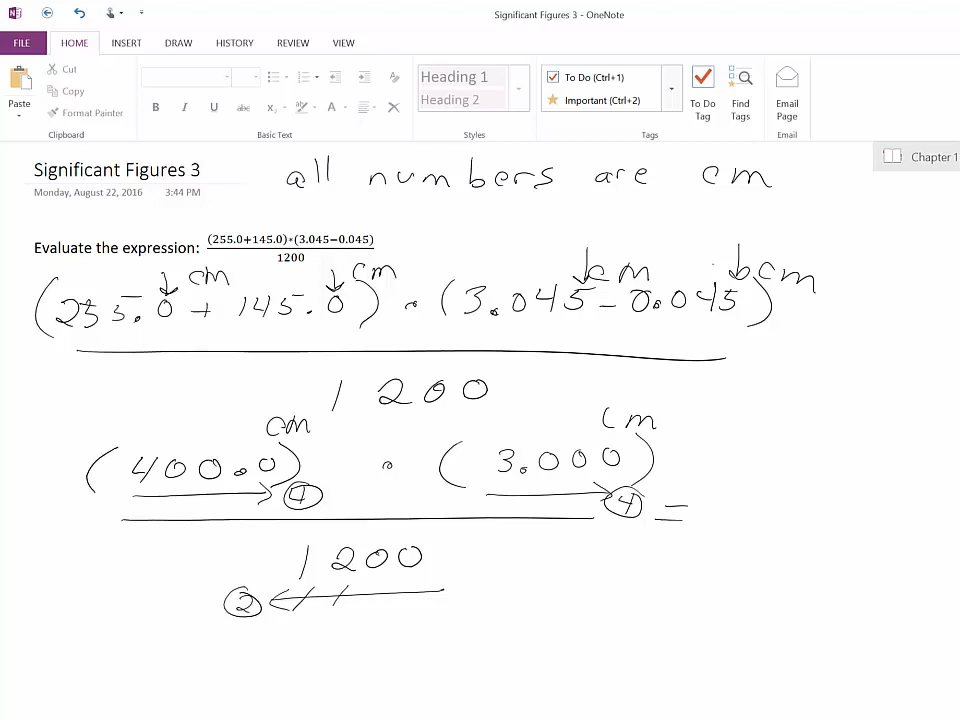 Significant Figures 3 - OneNote
FILE HOME INSERT DRAW HISTORY REVIEW VIEW
Paste
Cut
Copy
Format Painter
Clipboard
B I U abc x₂ A
Basic Text
Heading 1
Heading 2
Styles
To Do (Ctrl+1)
Important (Ctrl+2)
To Do Tag
Find Tags
Tags
Email Page
Email
Chapter 1
Significant Figures 3
Monday, August 22, 2016 3:44 PM
all numbers are cm
Evaluate the expression: (255.0+145.0)∗(3.045−0.045)
1200
cm cm cm cm
(255.0 + 145.0) · (3.045 - 0.045)
1200
cm cm
(400.0) · (3.000)
4 4 =
1200
2